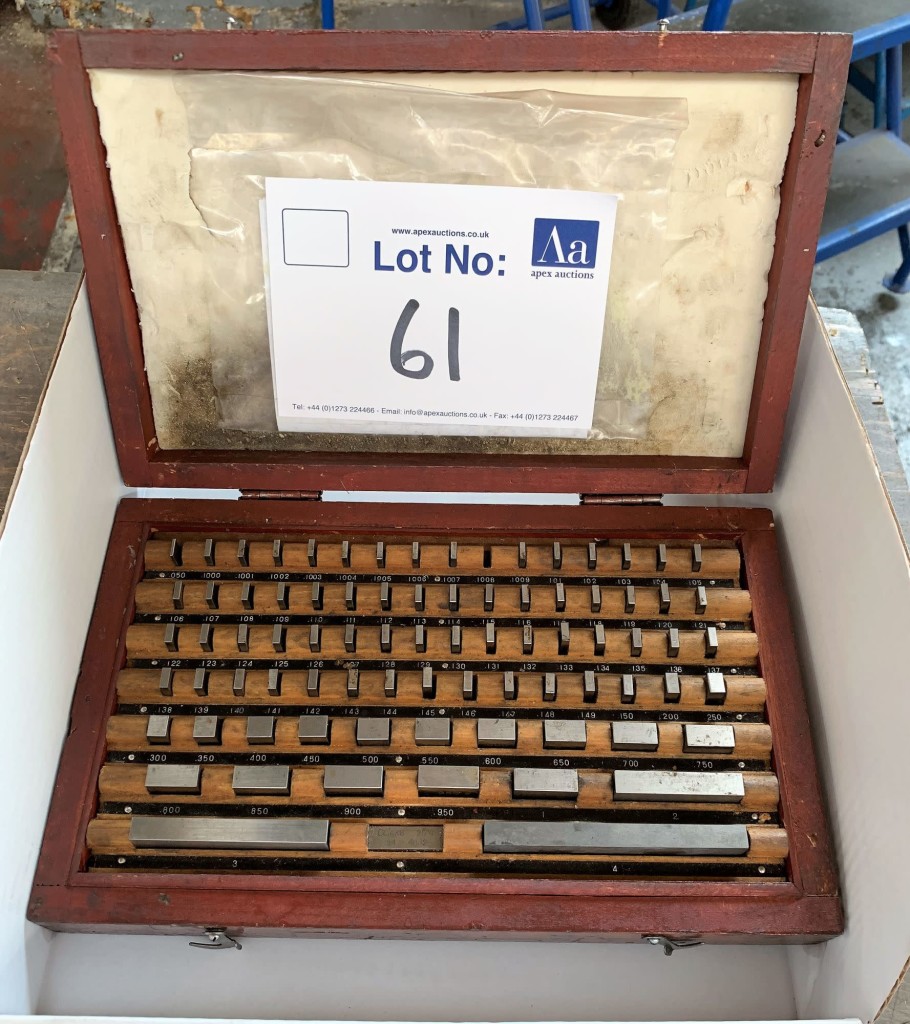 www.apexauctions.co.uk
Lot No:
Aa
apex auctions
61
Tel: +44 (0)1273 224466 - Email: info@apexauctions.co.uk - Fax: +44 (0)1273 224467
.050 .1000 .1001 .1002 .1003 .1004 .1005 .1006 .1007 .1008 .1009 .101 .102 .103 .104 .105
.106 .107 .108 .109 .110 .111 .112 .113 .114 .115 .116 .117 .118 .119 .120 .121
.122 .123 .124 .125 .126 .127 .128 .129 .130 .131 .132 .133 .134 .135 .136 .137
.138 .139 .140 .141 .142 .143 .144 .145 .146 .147 .148 .149 .150 .200 .250
.300 .350 .400 .450 .500 .550 .600 .650 .700 .750
.800 .850 .900 .950 1 2
3 4